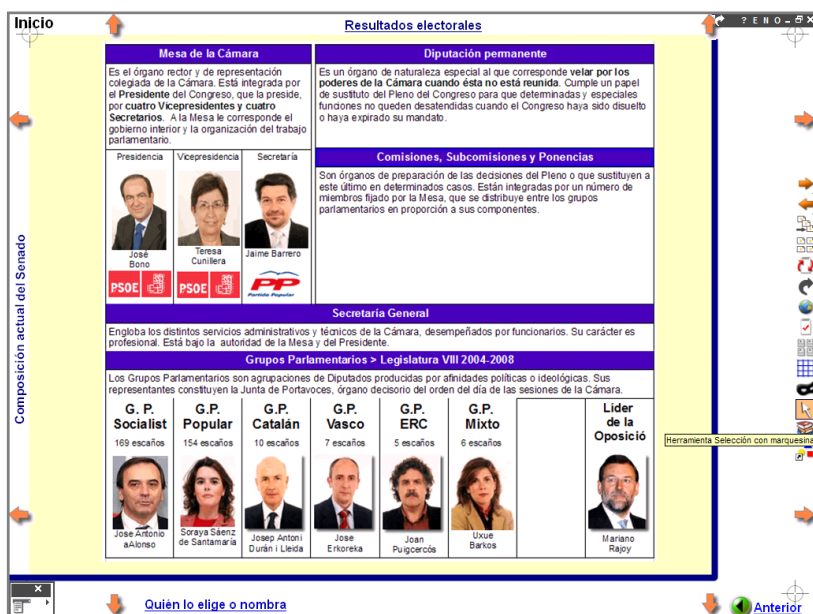 Inicio
Resultados electorales
? E N O
Mesa de la Cámara
Es el órgano rector y de representación
colegiada de la Cámara. Está integrada por
el Presidente del Congreso, que la preside,
por cuatro Vicepresidentes y cuatro
Secretarios. A la Mesa le corresponde el
gobierno interior y la organización del trabajo
parlamentario.
Diputación permanente
Es un órgano de naturaleza especial al que corresponde velar por los
poderes de la Cámara cuando ésta no está reunida. Cumple un papel
de sustituto del Pleno del Congreso para que determinadas y especiales
funciones no queden desatendidas cuando el Congreso haya sido disuelto
o haya expirado su mandato.
Presidencia
Vicepresidencia
Secretaría
José
Bono
Teresa
Cunillera
Jaime Barrero
PSOE
PSOE
PP
Partido Popular
Comisiones, Subcomisiones y Ponencias
Son órganos de preparación de las decisiones del Pleno o que sustituyen a
este último en determinados casos. Están integradas por un número de
miembros fijado por la Mesa, que se distribuye entre los grupos
parlamentarios en proporción a sus componentes.
Composición actual del Senado
Secretaría General
Engloba los distintos servicios administrativos y técnicos de la Cámara, desempeñados por funcionarios. Su carácter es
profesional. Está bajo la autoridad de la Mesa y del Presidente.
Grupos Parlamentarios > Legislatura VIII 2004-2008
Los Grupos Parlamentarios son agrupaciones de Diputados producidas por afinidades políticas o ideológicas. Sus
representantes constituyen la Junta de Portavoces, órgano decisorio del orden del día de las sesiones de la Cámara.
G. P.
Socialist
169 escaños
Jose Antonio
aAlonso
G.P.
Popular
154 escaños
Soraya Sáenz
de Santamaría
G.P.
Catalán
10 escaños
Josep Antoni
Durán i Lleida
G.P.
Vasco
7 escaños
Jose
Erkoreka
G.P.
ERC
5 escaños
Joan
Puigcercós
G.P.
Mixto
6 escaños
Uxue
Barkos
Líder
de la
Oposició
Mariano
Rajoy
Herramienta Selección con marquesina
Quién lo elige o nombra
Anterior